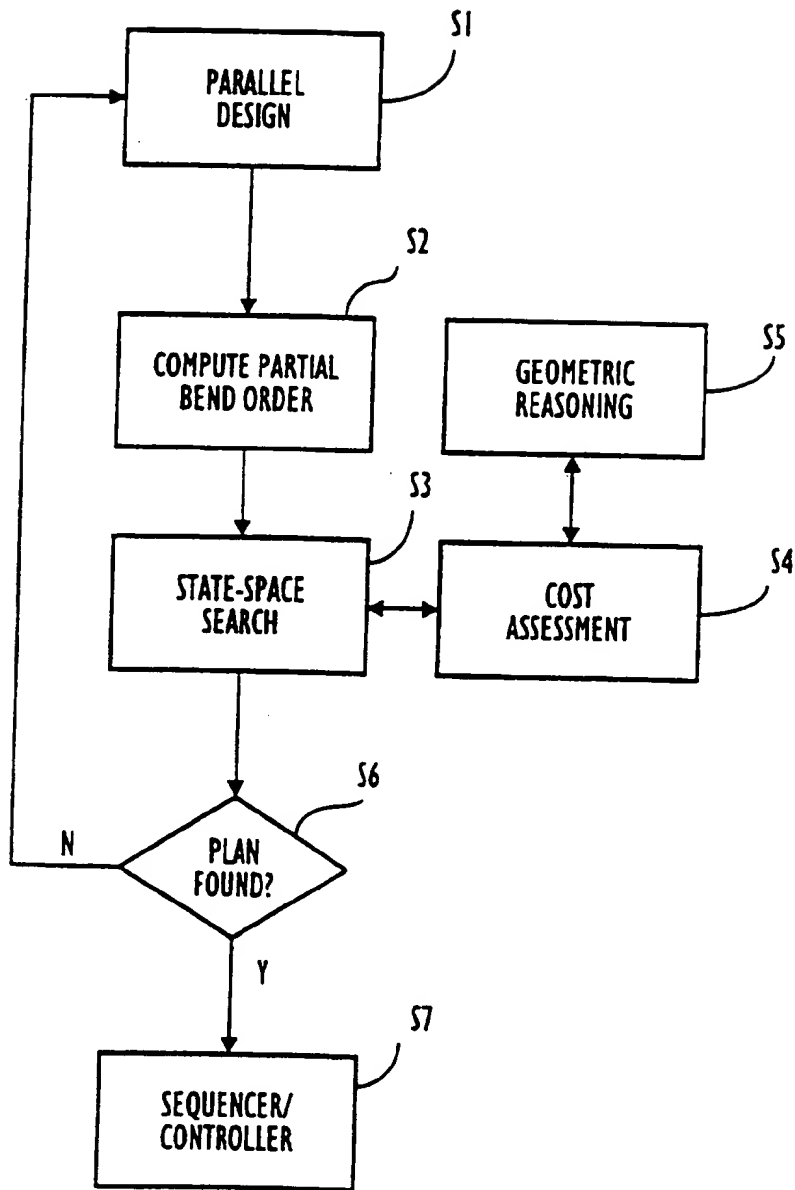 S1
PARALLEL
DESIGN
S2
COMPUTE PARTIAL
BEND ORDER
S5
GEOMETRIC
REASONING
S3
STATE-SPACE
SEARCH
S4
COST
ASSESSMENT
S6
PLAN
FOUND?
N
Y
S7
SEQUENCER/
CONTROLLER